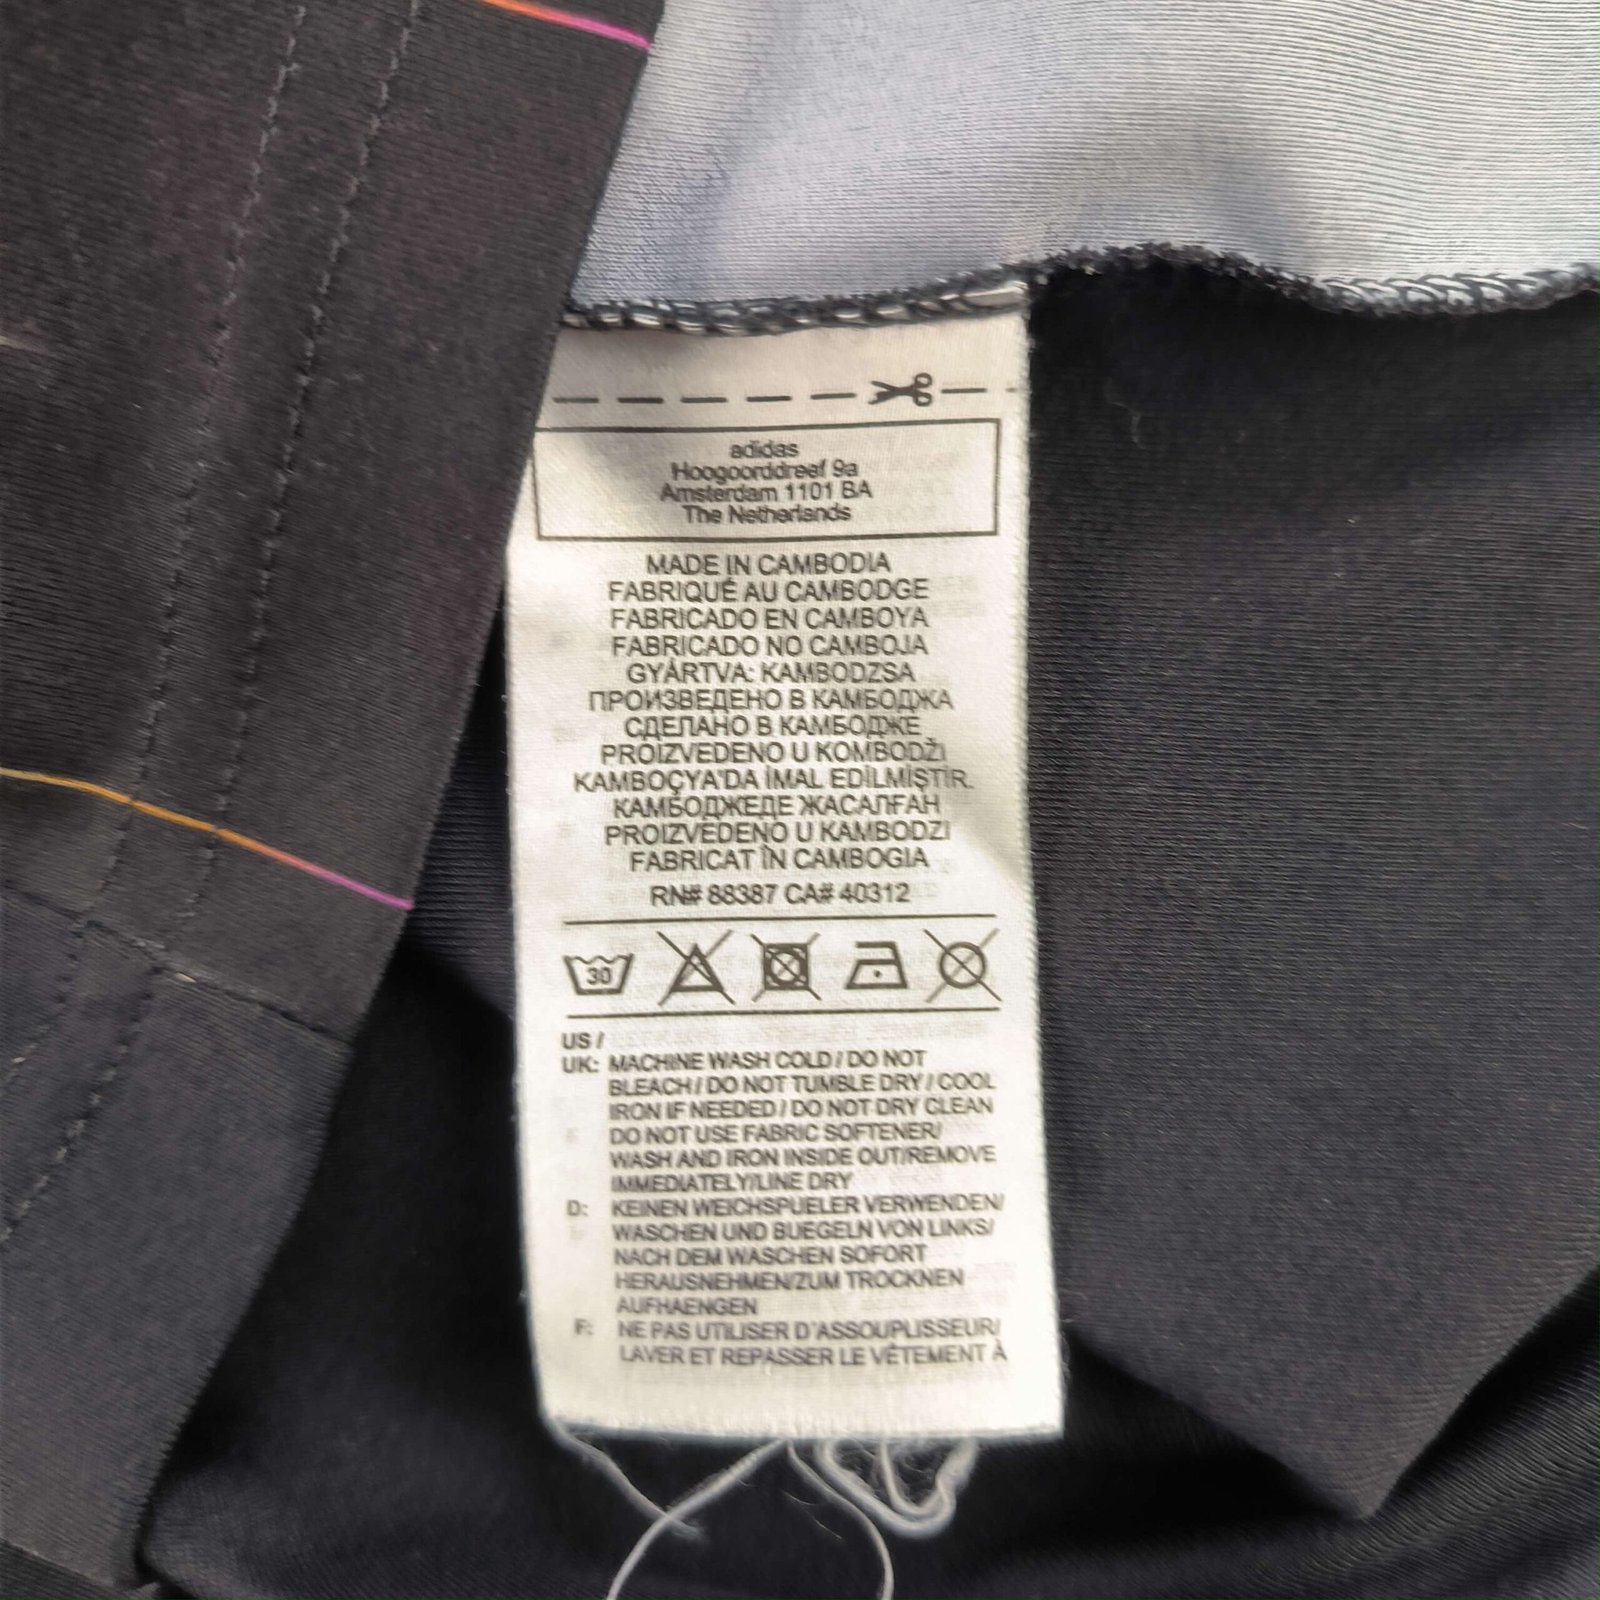 adidas
Hoogoorddreef 9a
Amsterdam 1101 BA
The Netherlands
MADE IN CAMBODIA
FABRIQUÉ AU CAMBODGE
FABRICADO EN CAMBOYA
FABRICADO NO CAMBOJA
GYÁRTVA: KAMBODZSA
ПРОИЗВЕДЕНО В КАМБОДЖА
СДЕЛАНО В КАМБОДЖЕ
PROIZVEDENO U KOMBODŽI
KAMBOÇYA'DA İMAL EDİLMİŞTİR.
КАМБОДЖЕДЕ ЖАСАЛҒАН
PROIZVEDENO U KAMBODZI
FABRICAT ÎN CAMBOGIA
RN# 88387 CA# 40312
30
US /
UK: MACHINE WASH COLD / DO NOT
BLEACH / DO NOT TUMBLE DRY / COOL
IRON IF NEEDED / DO NOT DRY CLEAN
DO NOT USE FABRIC SOFTENER/
WASH AND IRON INSIDE OUT/REMOVE
IMMEDIATELY/LINE DRY
D: KEINEN WEICHSPUELER VERWENDEN/
WASCHEN UND BUEGELN VON LINKS/
NACH DEM WASCHEN SOFORT
HERAUSNEHMEN/ZUM TROCKNEN
AUFHAENGEN
F: NE PAS UTILISER D'ASSOUPLISSEUR/
LAVER ET REPASSER LE VÊTEMENT À